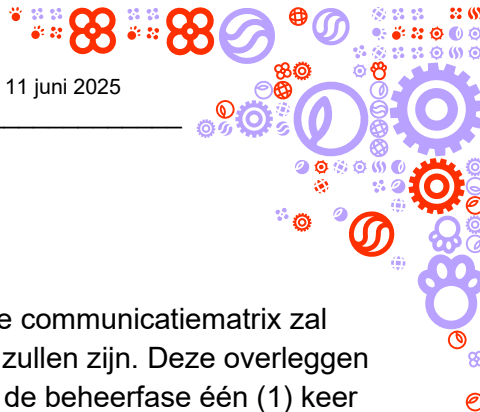 11 juni 2025
e communicatiematrix zal
zullen zijn. Deze overleggen
de beheerfase één (1) keer